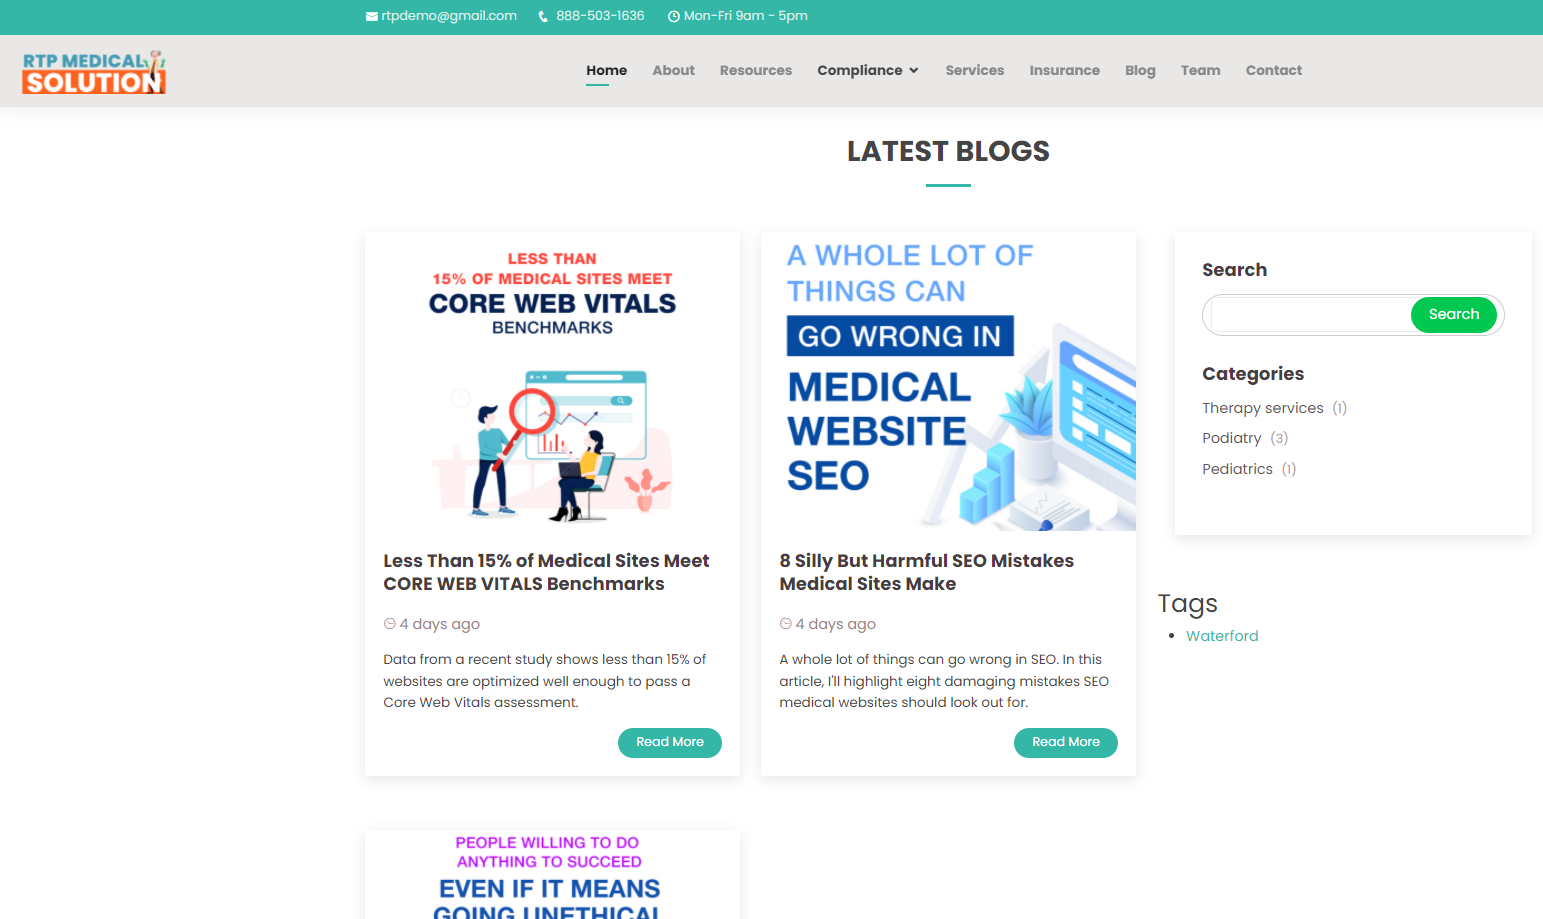 rtpdemo@gmail.com 888-503-1636 Mon-Fri 9am - 5pm
RTP MEDICAL
SOLUTION
Home About Resources Compliance Services Insurance Blog Team Contact
LATEST BLOGS
LESS THAN
15% OF MEDICAL SITES MEET
CORE WEB VITALS
BENCHMARKS
Less Than 15% of Medical Sites Meet
CORE WEB VITALS Benchmarks
4 days ago
Data from a recent study shows less than 15% of
websites are optimized well enough to pass a
Core Web Vitals assessment.
Read More
A WHOLE LOT OF
THINGS CAN
GO WRONG IN
MEDICAL
WEBSITE
SEO
8 Silly But Harmful SEO Mistakes
Medical Sites Make
4 days ago
A whole lot of things can go wrong in SEO. In this
article, I'll highlight eight damaging mistakes SEO
medical websites should look out for.
Read More
Search
Search
Categories
Therapy services (1)
Podiatry (3)
Pediatrics (1)
Tags
Waterford
PEOPLE WILLING TO DO
ANYTHING TO SUCCEED
EVEN IF IT MEANS
GOING UNETHICAL